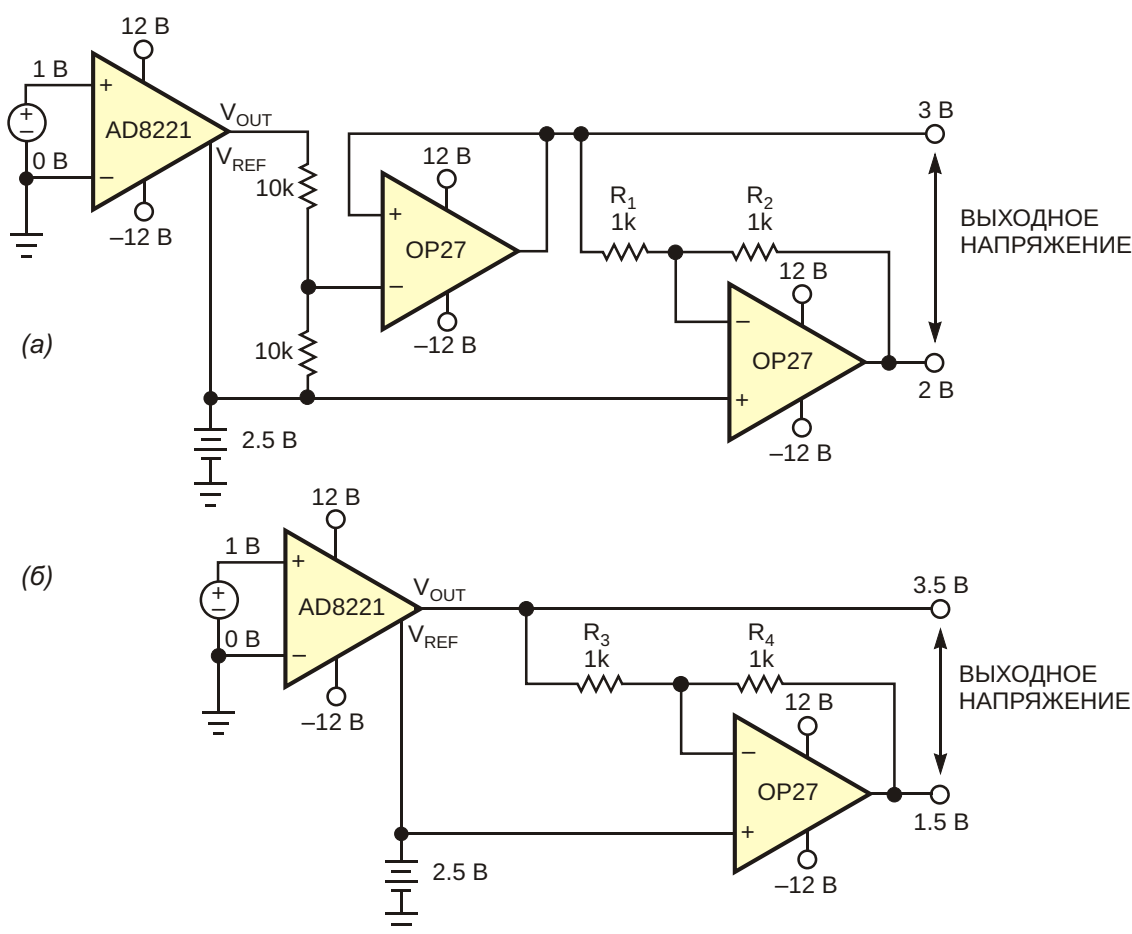 12 В
1 В
+
+
–
AD8221
V_OUT
0 В
–
V_REF
–12 В
10k
10k
12 В
+
OP27
–
–12 В
3 В
R1
1k
R2
1k
ВЫХОДНОЕ
НАПРЯЖЕНИЕ
12 В
–
OP27
+
–12 В
2 В
(а)
2.5 В
12 В
(б)
1 В
+
+
–
AD8221
V_OUT
0 В
–
V_REF
–12 В
3.5 В
R3
1k
R4
1k
ВЫХОДНОЕ
НАПРЯЖЕНИЕ
12 В
–
OP27
+
–12 В
1.5 В
2.5 В